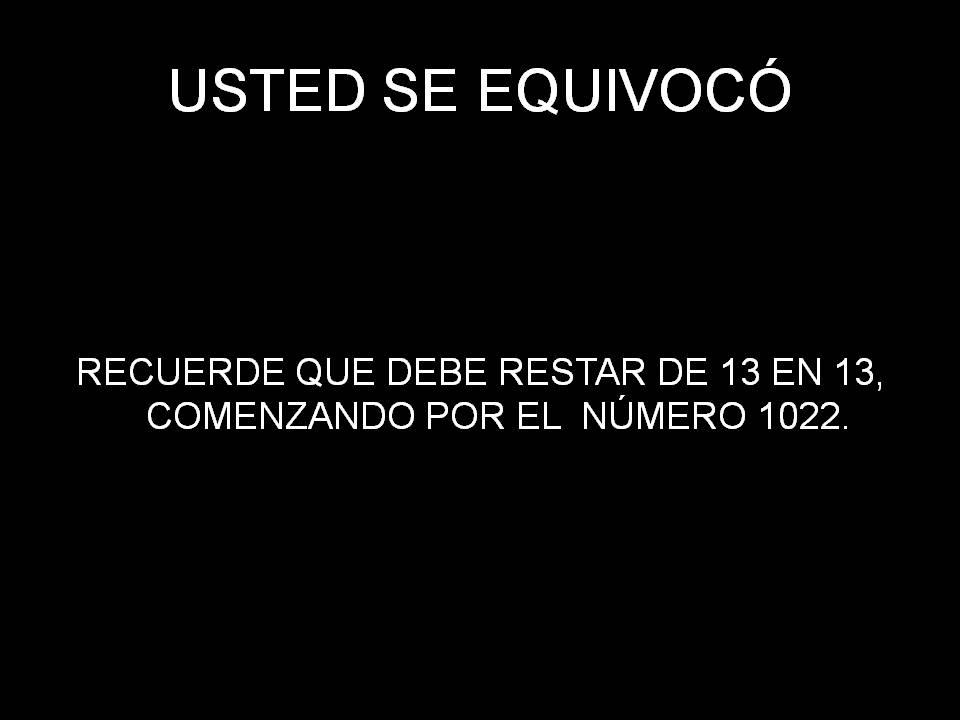 USTED SE EQUIVOCÓ
RECUERDE QUE DEBE RESTAR DE 13 EN 13,
COMENZANDO POR EL NÚMERO 1022.